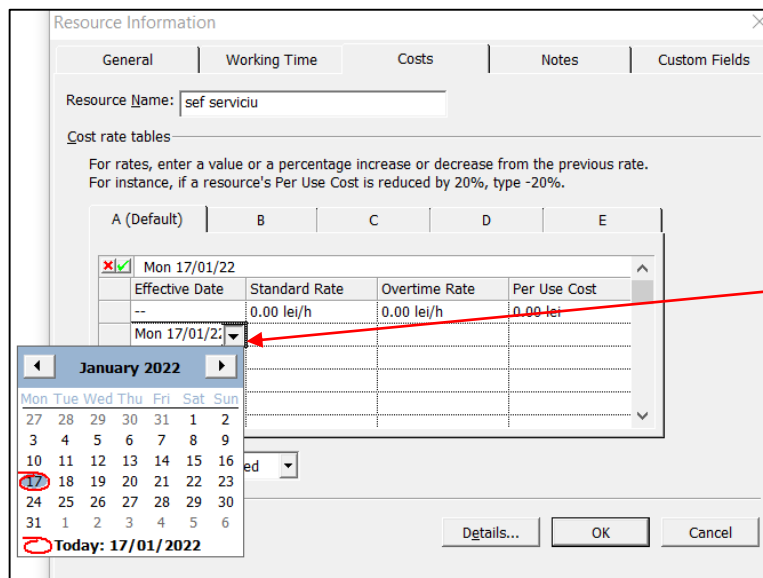 Resource Information
General Working Time Costs Notes Custom Fields
Resource Name: sef serviciu
Cost rate tables
For rates, enter a value or a percentage increase or decrease from the previous rate.
For instance, if a resource's Per Use Cost is reduced by 20%, type -20%.
A (Default) B C D E
Mon 17/01/22
Effective Date Standard Rate Overtime Rate Per Use Cost
-- 0.00 lei/h 0.00 lei/h 0.00 lei
Mon 17/01/22
January 2022
Mon Tue Wed Thu Fri Sat Sun
27 28 29 30 31 1 2
3 4 5 6 7 8 9
10 11 12 13 14 15 16
17 18 19 20 21 22 23
24 25 26 27 28 29 30
31 1 2 3 4 5 6
Today: 17/01/2022
ed
Details... OK Cancel